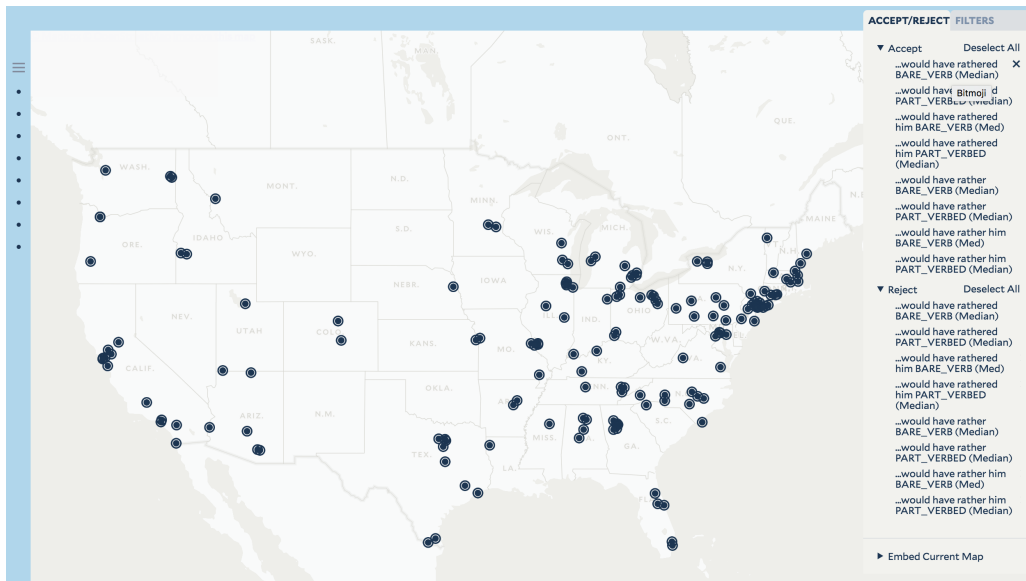 ACCEPT/REJECT FILTERS
Accept Deselect All
...would have rathered
BARE_VERB (Median)
Bitmoji
PART_VERBED (Median)
...would have rathered
him BARE_VERB (Med)
...would have rathered
him PART_VERBED
(Median)
...would have rather
BARE_VERB (Median)
...would have rather
PART_VERBED (Median)
...would have rather him
BARE_VERB (Med)
...would have rather him
PART_VERBED (Median)
Reject Deselect All
...would have rathered
BARE_VERB (Median)
...would have rathered
PART_VERBED (Median)
...would have rathered
him BARE_VERB (Med)
...would have rathered
him PART_VERBED
(Median)
...would have rather
BARE_VERB (Median)
...would have rather
PART_VERBED (Median)
...would have rather him
BARE_VERB (Med)
...would have rather him
PART_VERBED (Median)
Embed Current Map
SASK.
MAN.
ONT.
QUE.
WASH.
MONT.
N.D.
MINN.
MAINE
ORE.
IDAHO
S.D.
WIS.
MICH.
N.H.
WYO.
N.Y.
NEBR.
IOWA
NEV.
UTAH
COLO.
ILL.
IND.
OHIO
KANS.
MO.
W.VA.
CALIF.
KY.
OKLA.
ARIZ.
N.M.
S.C.
MISS.
GA.
TEX.
LA.